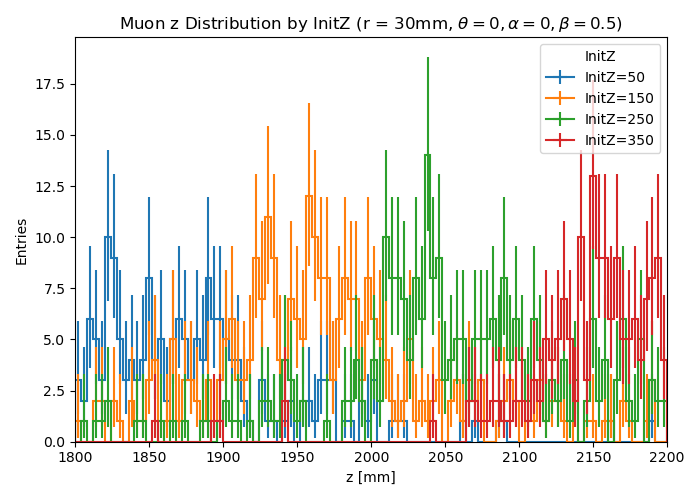 Muon z Distribution by InitZ (r = 30mm, θ = 0, α = 0, β = 0.5)
InitZ
InitZ=50
InitZ=150
InitZ=250
InitZ=350
Entries
17.5
15.0
12.5
10.0
7.5
5.0
2.5
0.0
1800 1850 1900 1950 2000 2050 2100 2150 2200
z [mm]